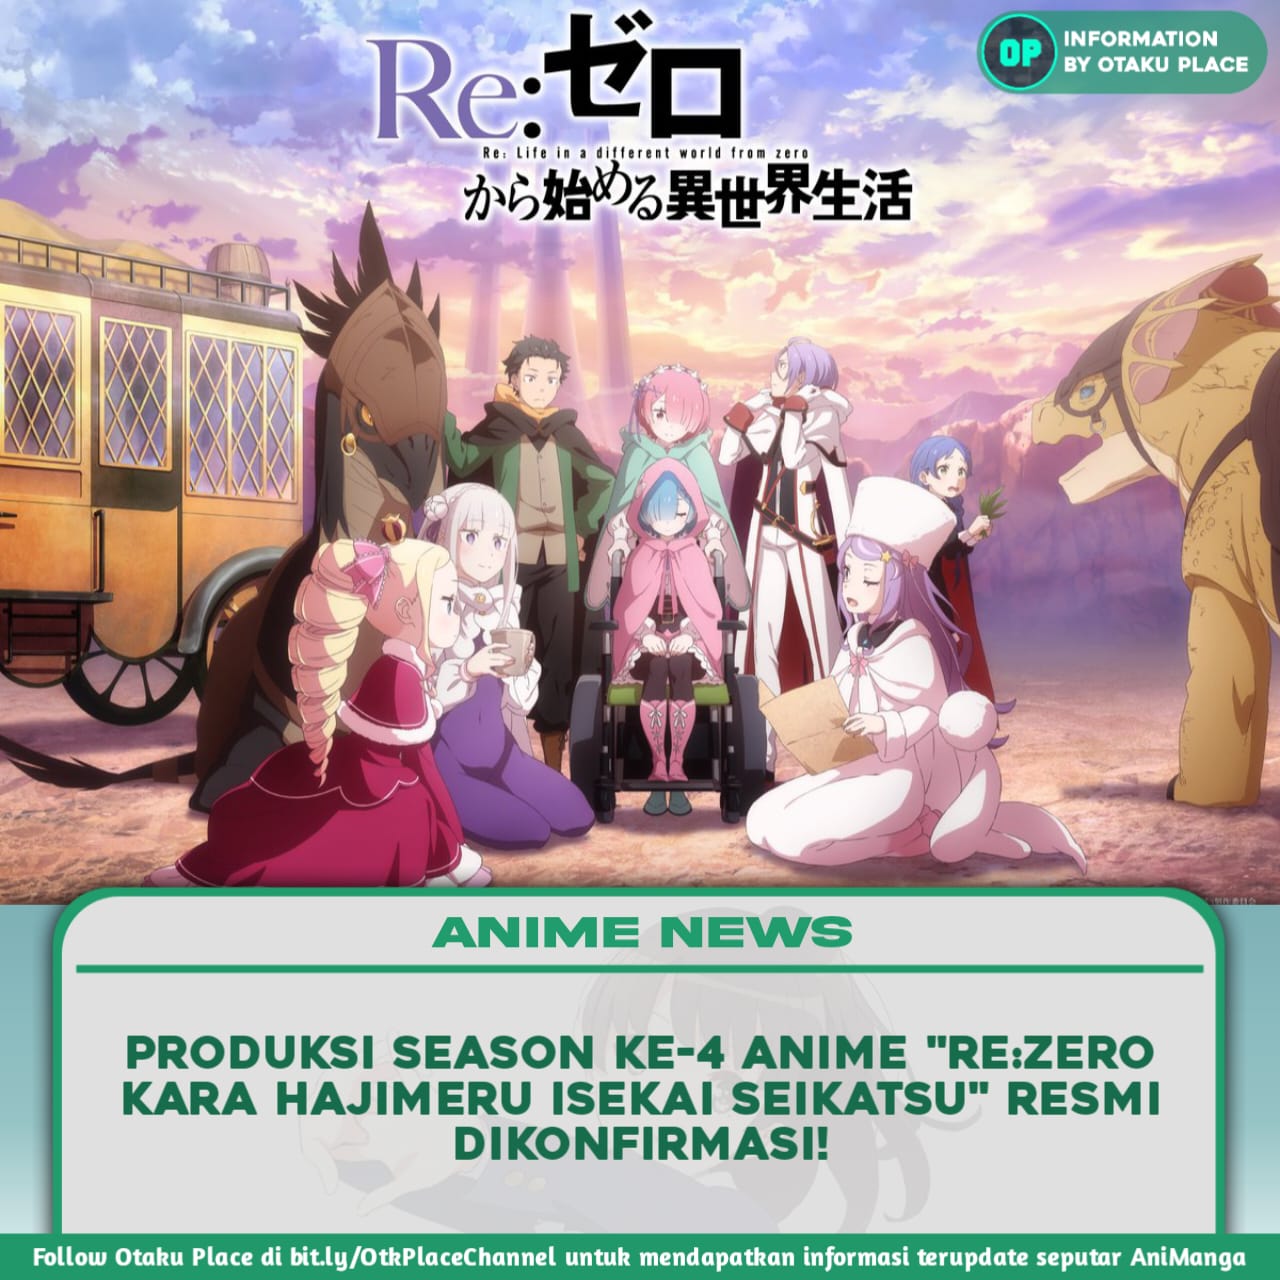 Re:ゼロ
Re: Life in a different world from zero
から始める異世界生活
OP
INFORMATION
BY OTAKU PLACE
ANIME NEWS
PRODUKSI SEASON KE-4 ANIME "RE:ZERO
KARA HAJIMERU ISEKAI SEIKATSU" RESMI
DIKONFIRMASI!
Follow Otaku Place di bit.ly/OtkPlaceChannel untuk mendapatkan informasi terupdate seputar AniManga